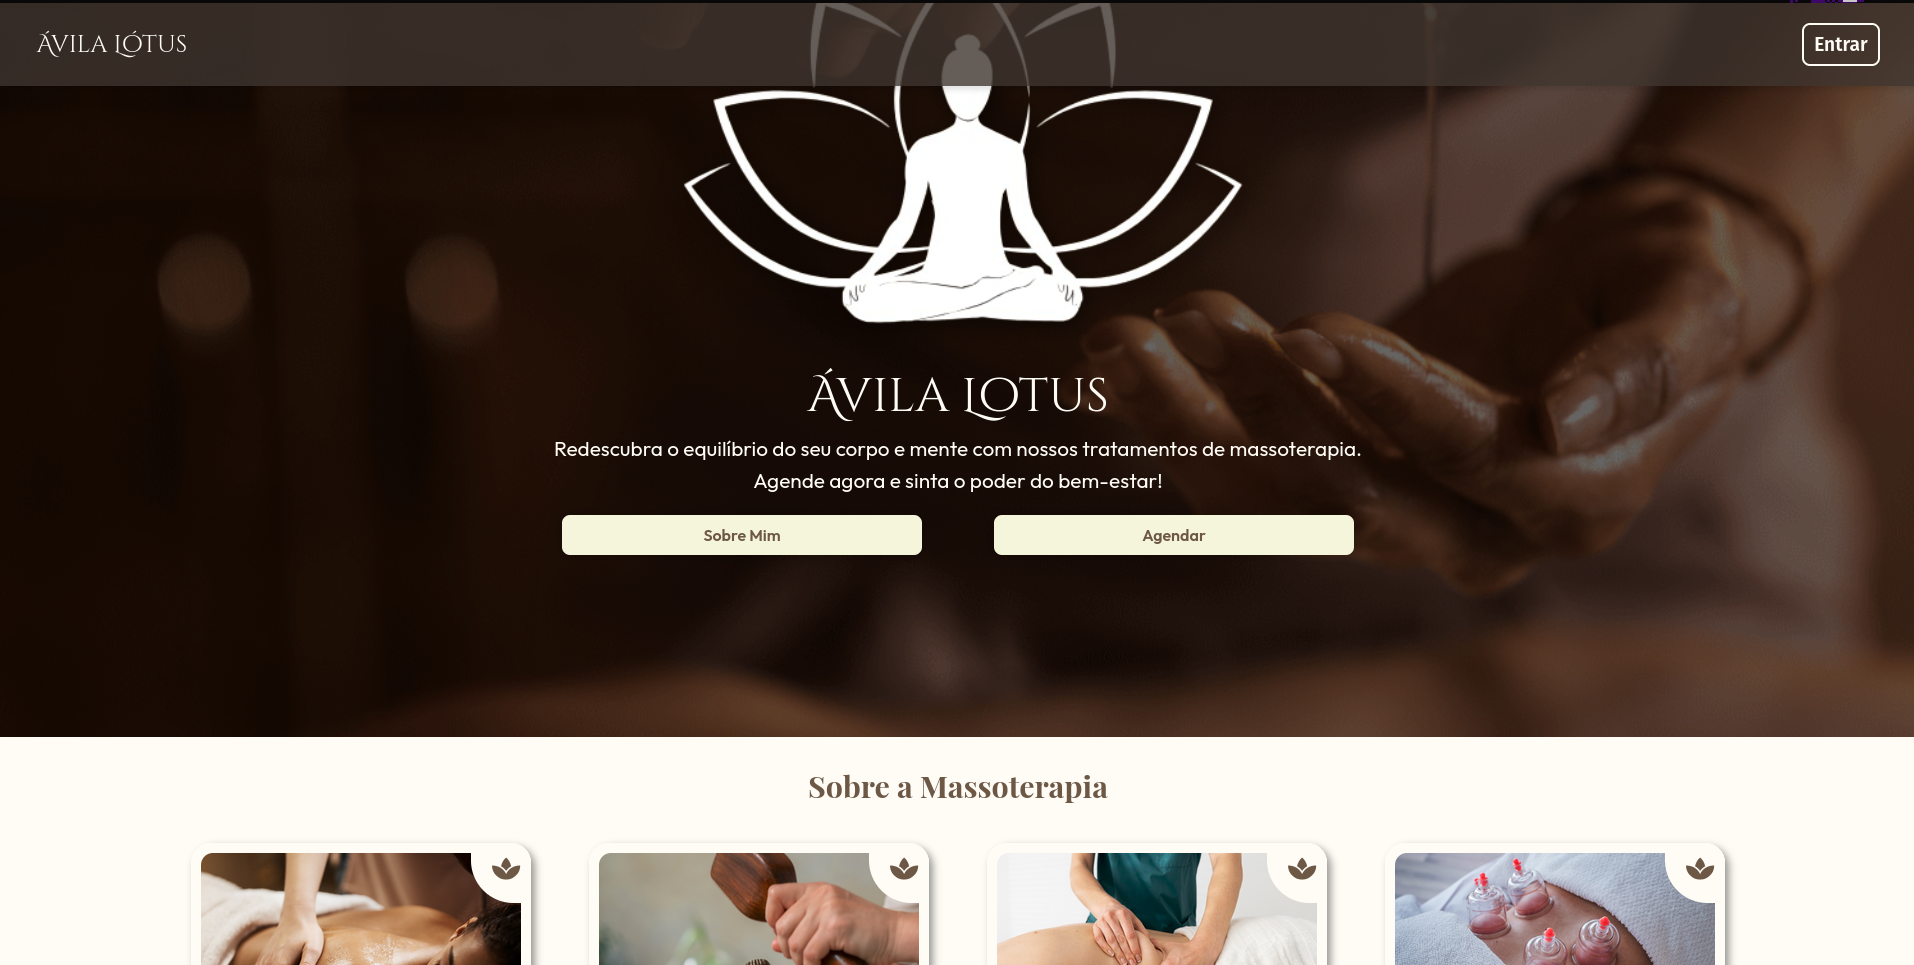 ÁVILA LÓTUS
Entrar
ÁVILA LOTUS
Redescubra o equilíbrio do seu corpo e mente com nossos tratamentos de massoterapia.
Agende agora e sinta o poder do bem-estar!
Sobre Mim
Agendar
Sobre a Massoterapia